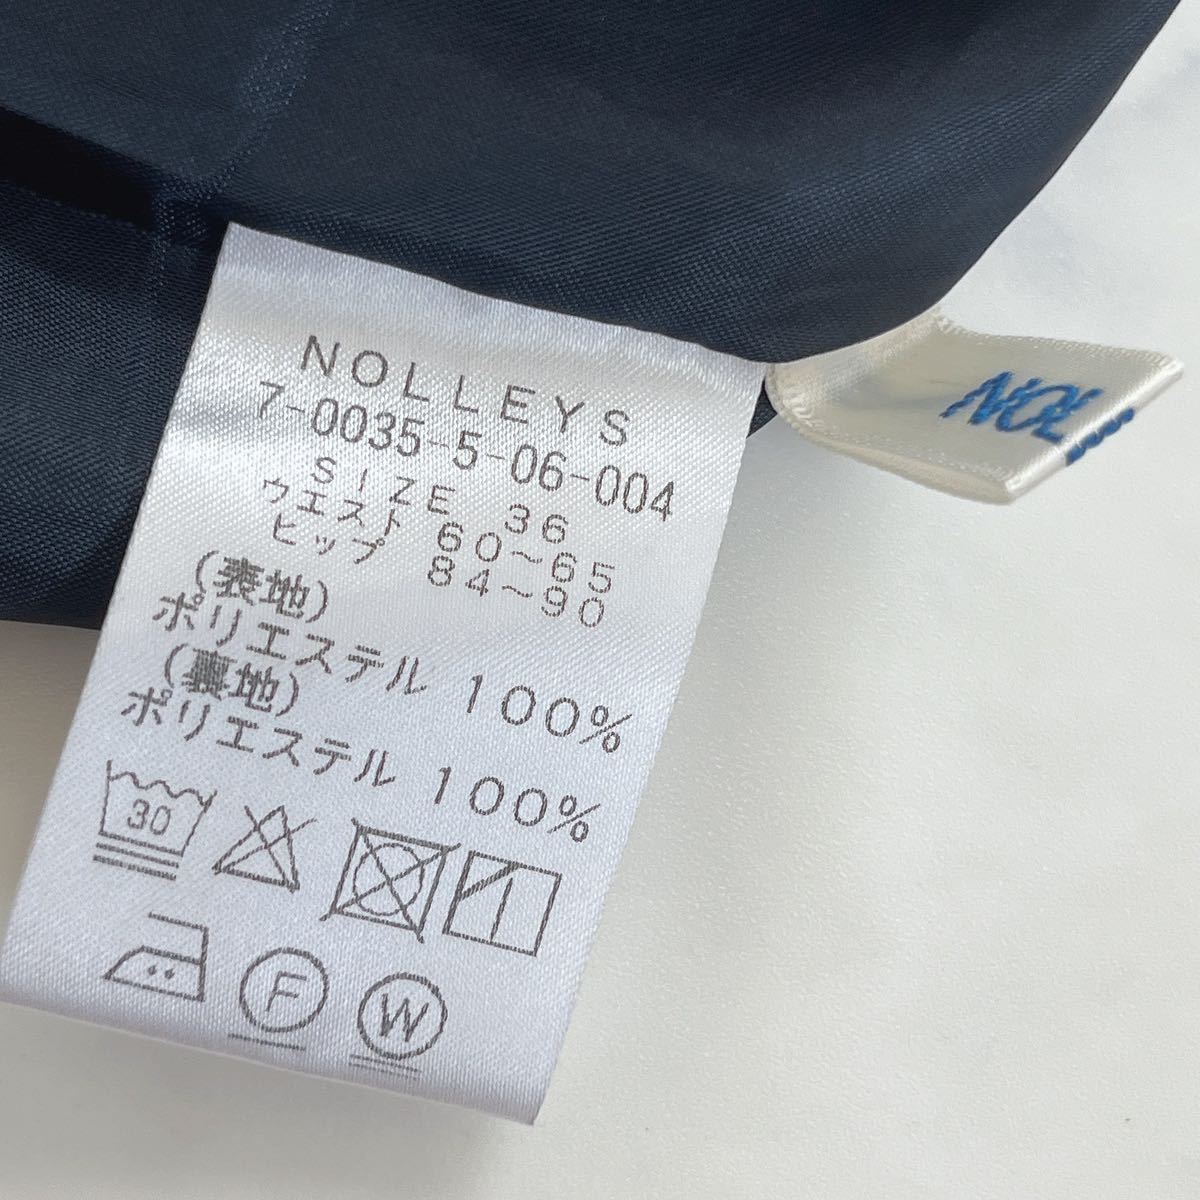 NOLLEYS
7-0035-5-06-004
SIZE 36
ウエスト 60~65
ヒップ 84~90
(表地)
ポリエステル 100%
(裏地)
ポリエステル 100%
30
F
W
NOL